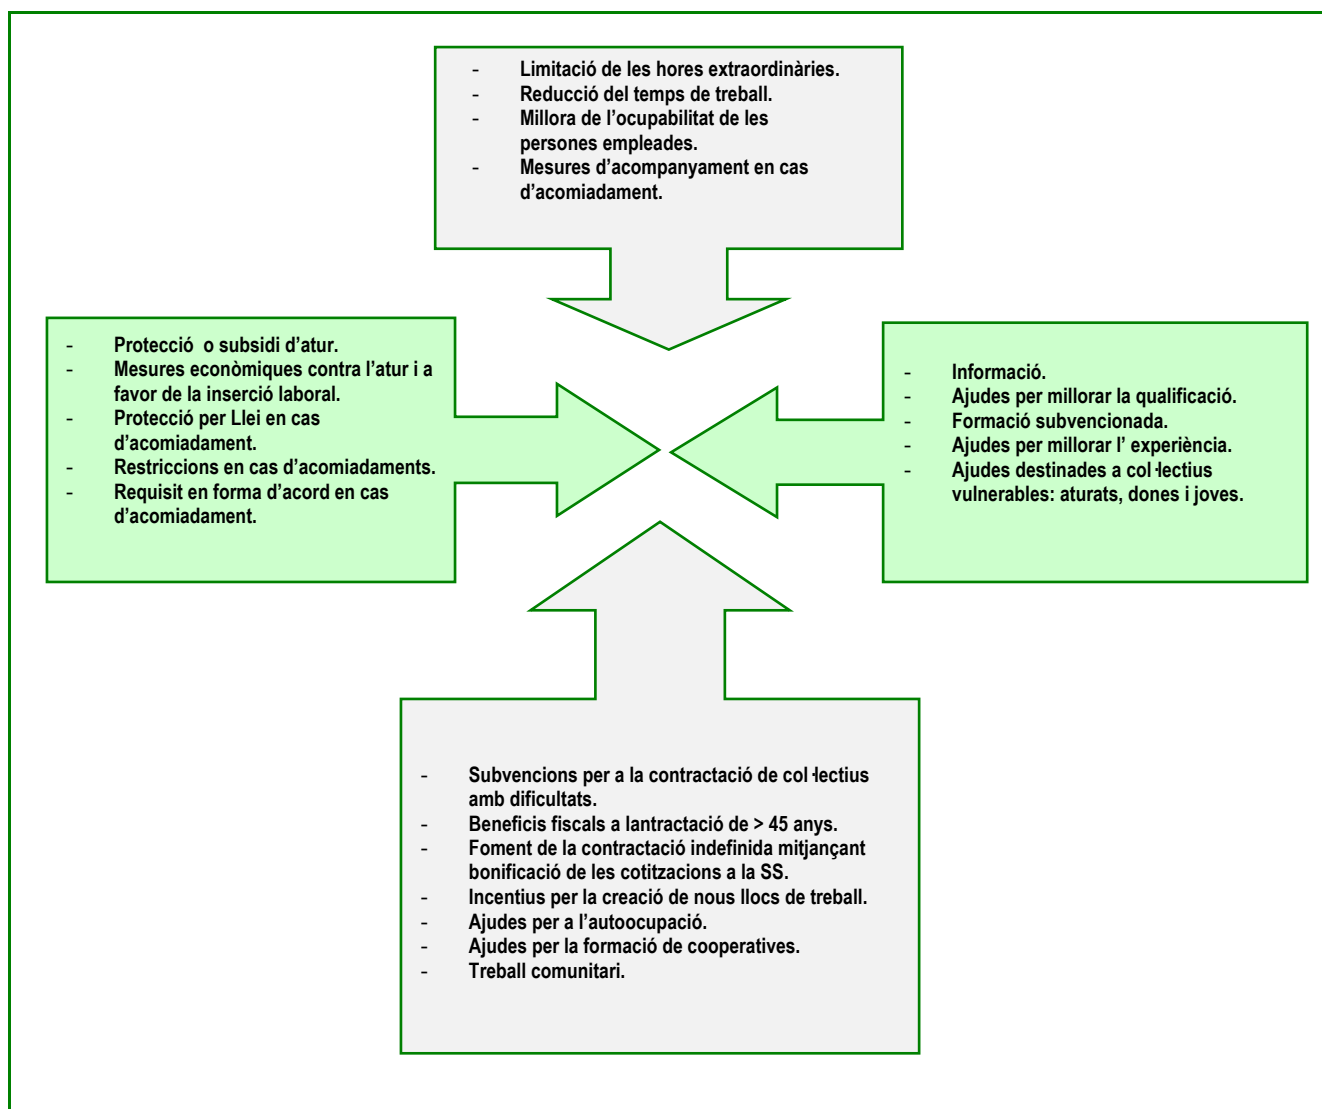 - Limitació de les hores extraordinàries.
- Reducció del temps de treball.
- Millora de l’ocupabilitat de les
persones empleades.
- Mesures d’acompanyament en cas
d’acomiadament.
- Protecció o subsidi d’atur.
- Mesures econòmiques contra l’atur i a
favor de la inserció laboral.
- Protecció per Llei en cas
d’acomiadament.
- Restriccions en cas d’acomiadaments.
- Requisit en forma d’acord en cas
d’acomiadament.
- Informació.
- Ajudes per millorar la qualificació.
- Formació subvencionada.
- Ajudes per millorar l’ experiència.
- Ajudes destinades a col·lectius
vulnerables: aturats, dones i joves.
- Subvencions per a la contractació de col·lectius
amb dificultats.
- Beneficis fiscals a lantractació de > 45 anys.
- Foment de la contractació indefinida mitjançant
bonificació de les cotitzacions a la SS.
- Incentius per la creació de nous llocs de treball.
- Ajudes per a l’autoocupació.
- Ajudes per la formació de cooperatives.
- Treball comunitari.